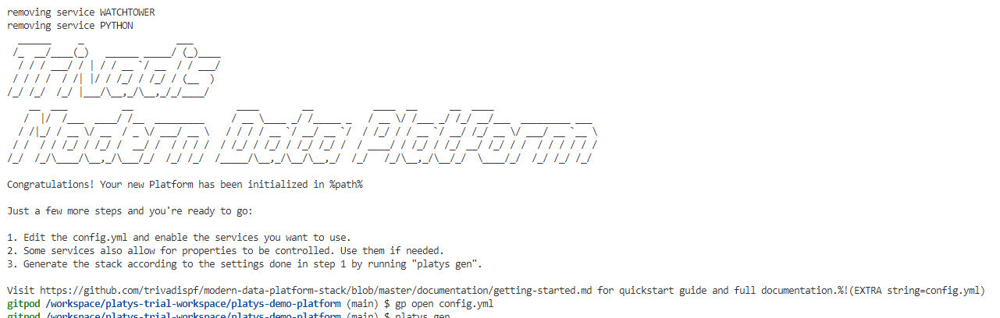 removing service WATCHTOWER
removing service PYTHON
Trivadis
Modern Data Platform
Congratulations! Your new Platform has been initialized in %path%
Just a few more steps and you're ready to go:
1. Edit the config.yml and enable the services you want to use.
2. Some services also allow for properties to be controlled. Use them if needed.
3. Generate the stack according to the settings done in step 1 by running "platys gen".
Visit https://github.com/trivadispf/modern-data-platform-stack/blob/master/documentation/getting-started.md for quickstart guide and full documentation.%!(EXTRA string=config.yml)
gitpod /workspace/platys-trial-workspace/platys-demo-platform (main) $ gp open config.yml
gitpod /workspace/platys-trial-workspace/platys-demo-platform (main) $ platys gen